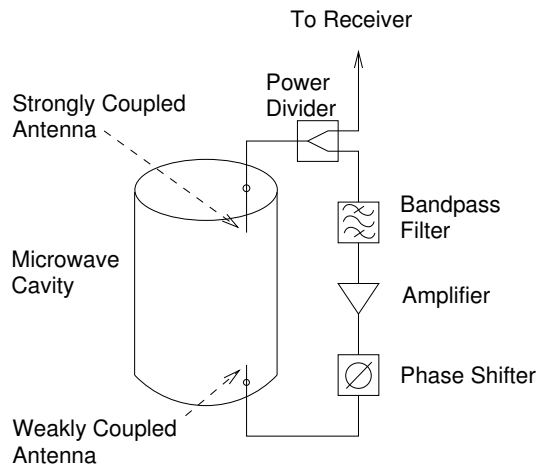 To Receiver
Power
Divider
Strongly Coupled
Antenna
Bandpass
Filter
Microwave
Cavity
Amplifier
Phase Shifter
Weakly Coupled
Antenna